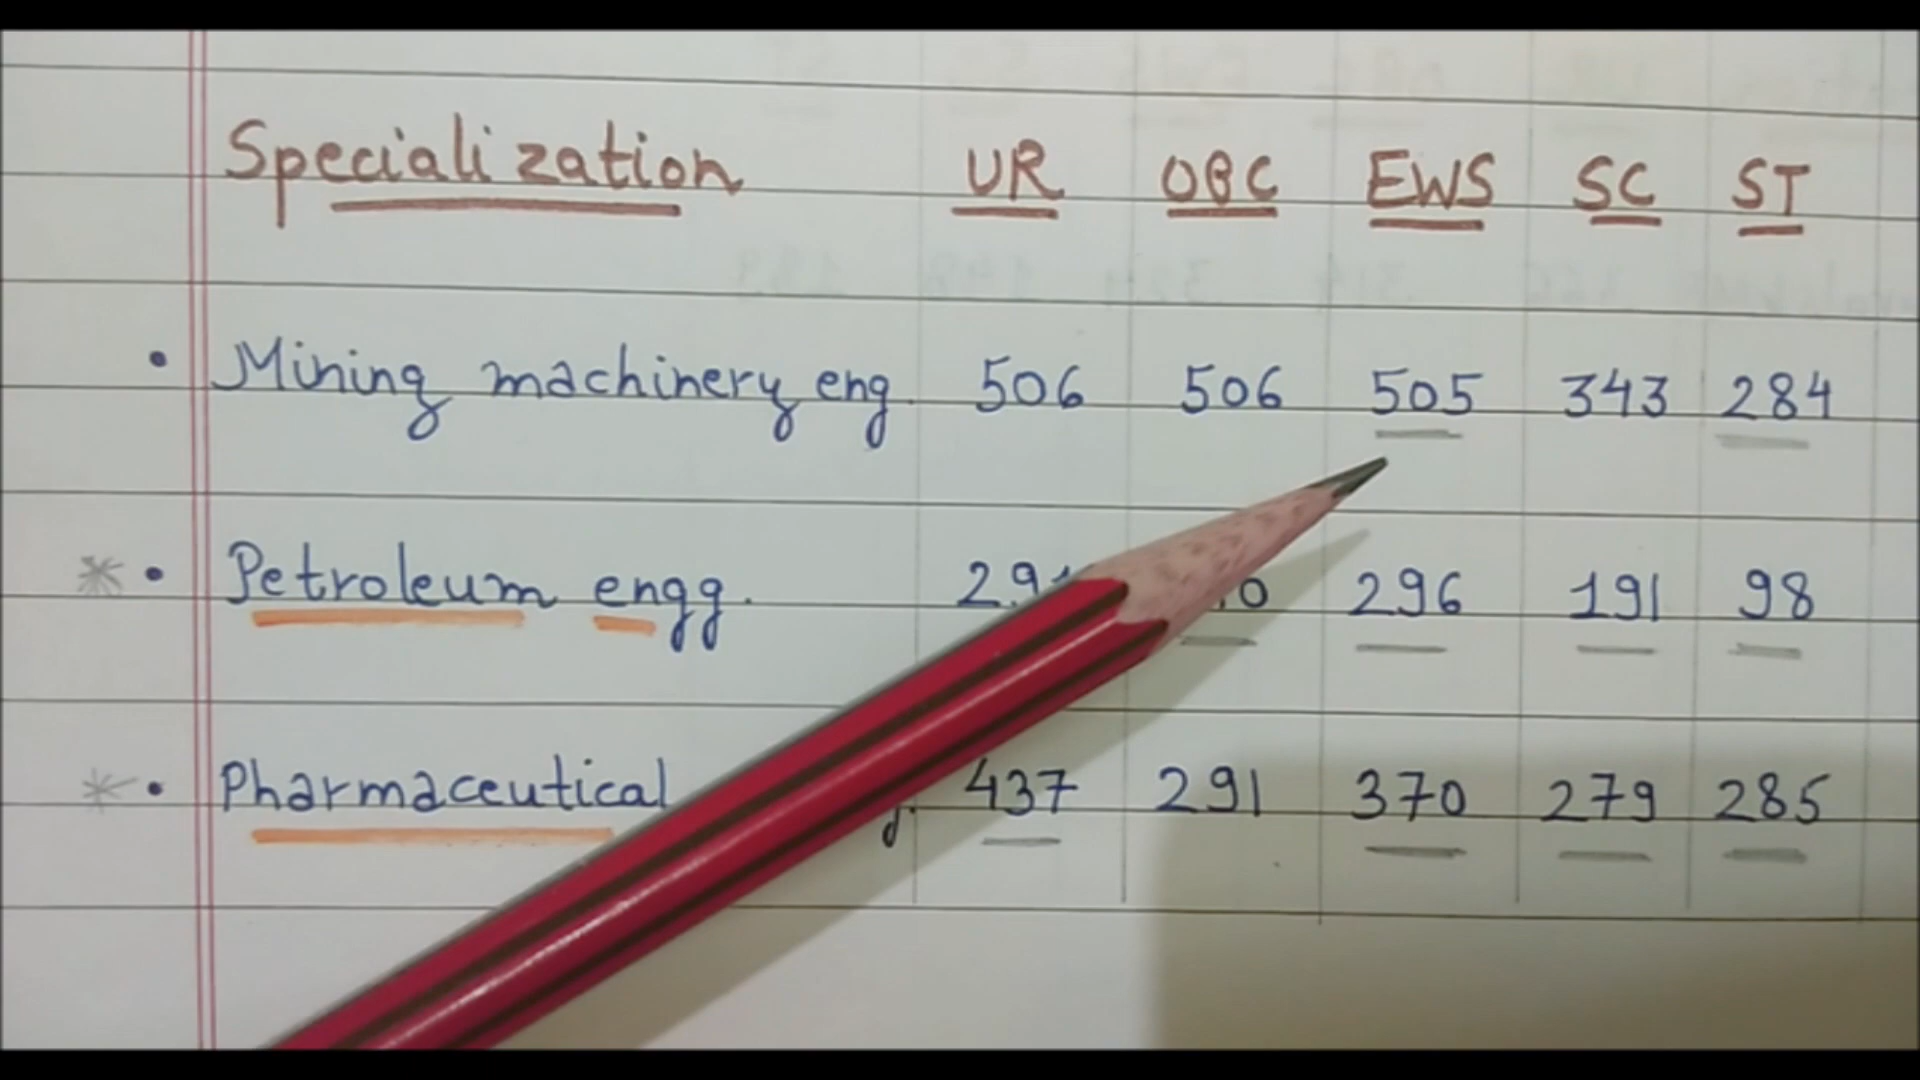 Specialization UR OBC EWS SC ST
• Mining machinery eng. 506 506 505 343 284
* • Petroleum engg. 296 191 98
* • Pharmaceutical 437 291 370 279 285